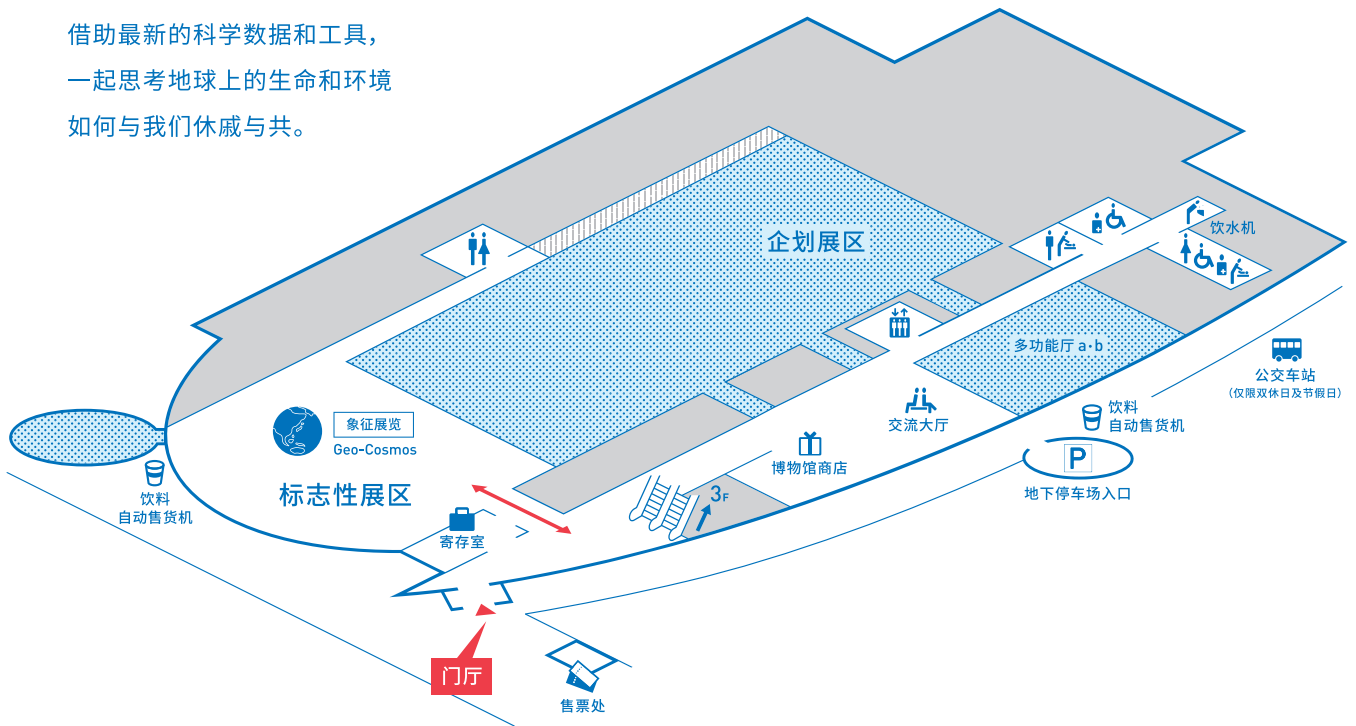 借助最新的科学数据和工具，
一起思考地球上的生命和环境
如何与我们休戚与共。
企划展区
饮水机
多功能厅 a·b
公交车站
（仅限双休日及节假日）
饮料
自动售货机
交流大厅
P
地下停车场入口
博物馆商店
3F
象征展览
Geo-Cosmos
标志性展区
饮料
自动售货机
寄存室
门厅
售票处